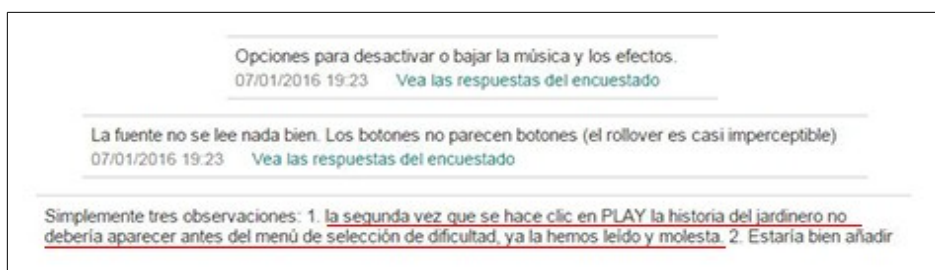 Opciones para desactivar o bajar la música y los efectos.
07/01/2016 19:23 Vea las respuestas del encuestado
La fuente no se lee nada bien. Los botones no parecen botones (el rollover es casi imperceptible)
07/01/2016 19:23 Vea las respuestas del encuestado
Simplemente tres observaciones: 1. la segunda vez que se hace clic en PLAY la historia del jardinero no
debería aparecer antes del menú de selección de dificultad, ya la hemos leído y molesta. 2. Estaría bien añadir